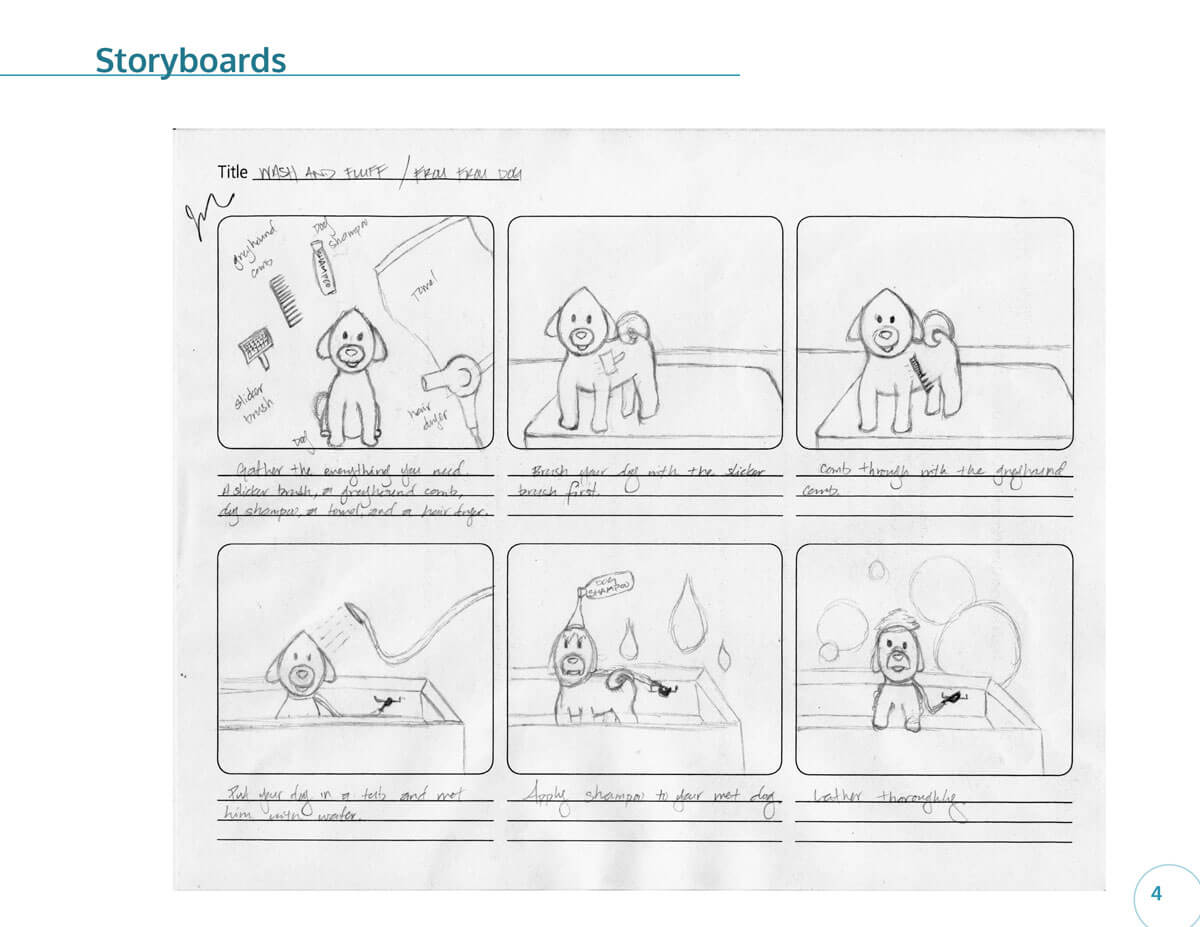 Storyboards
Title WASH AND FLUFF / FROU FROU DOG
greyhound
comb
Dog
shampoo
SHAMPOO
Towel
slicker
brush
hair
dryer
Dog
Gather the everything you need.
A slicker brush, a greyhound comb,
dog shampoo, a towel, and a hair dryer.
Brush your dog with the slicker
brush first.
Comb through with the greyhound
comb.
DOG
SHAMPOO
Put your dog in a tub and wet
him with water.
Apply shampoo to your wet dog.
Lather thoroughly.
4